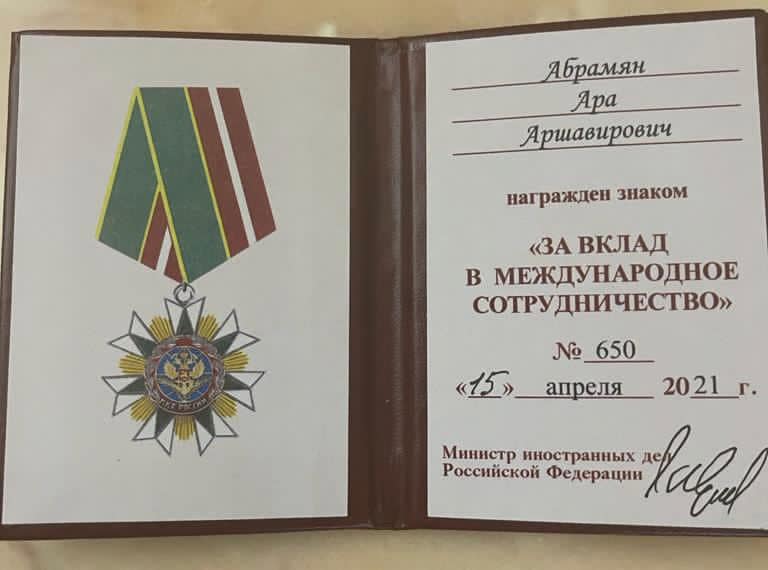 Абрамян
Ара
Аршавирович
награжден знаком
«ЗА ВКЛАД
В МЕЖДУНАРОДНОЕ
СОТРУДНИЧЕСТВО»
№ 650
«15» апреля 2021 г.
Министр иностранных дел
Российской Федерации